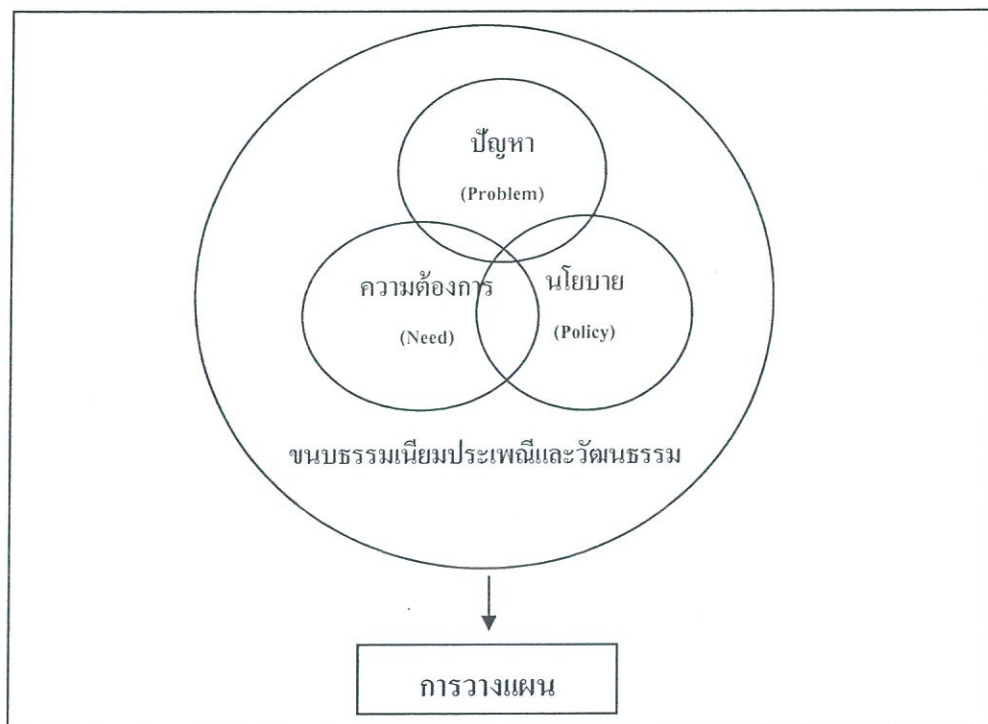 ปัญหา
(Problem)
ความต้องการ
(Need)
นโยบาย
(Policy)
ขนบธรรมเนียมประเพณีและวัฒนธรรม
การวางแผน